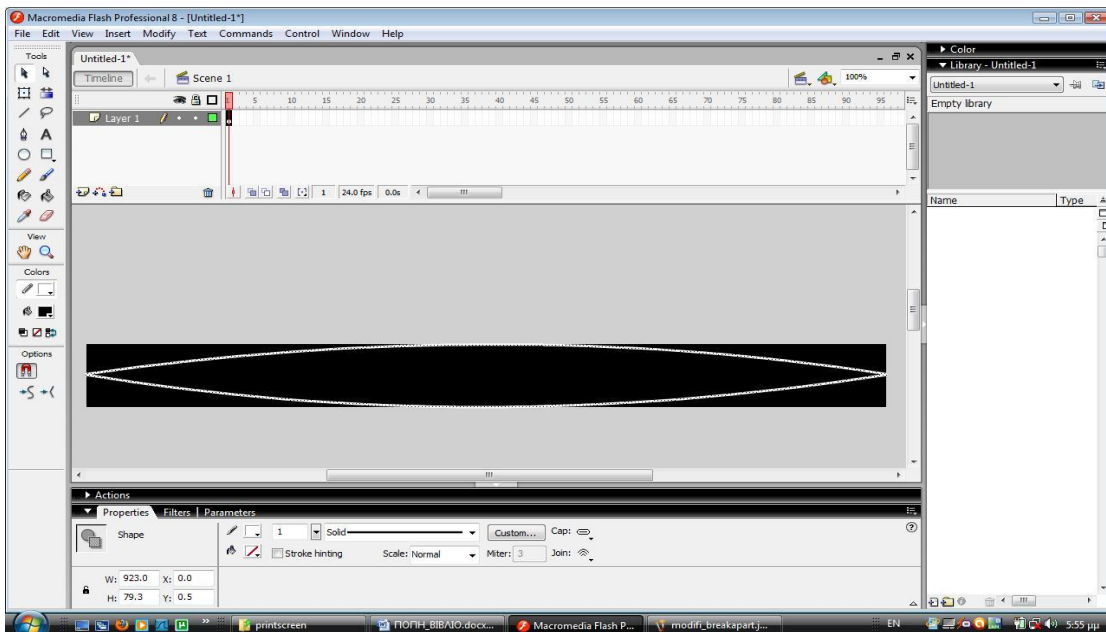 Macromedia Flash Professional 8 - [Untitled-1*]
File Edit View Insert Modify Text Commands Control Window Help
Tools
Untitled-1*
Color
Library - Untitled-1
Timeline
Scene 1
100%
Untitled-1
Empty library
1 5 10 15 20 25 30 35 40 45 50 55 60 65 70 75 80 85 90 95
Layer 1
A
1 24.0 fps 0.0s
Name Type
View
Colors
Options
Actions
Properties Filters Parameters
Shape
1 Solid Custom... Cap:
Stroke hinting Scale: Normal Miter: 3 Join:
W: 923.0 X: 0.0
H: 79.3 Y: 0.5
printscreen ΠΟΠΗ_ΒΙΒΛΙΟ.docx... Macromedia Flash P... modifi_breakapart.j... EN 5:55 μμ